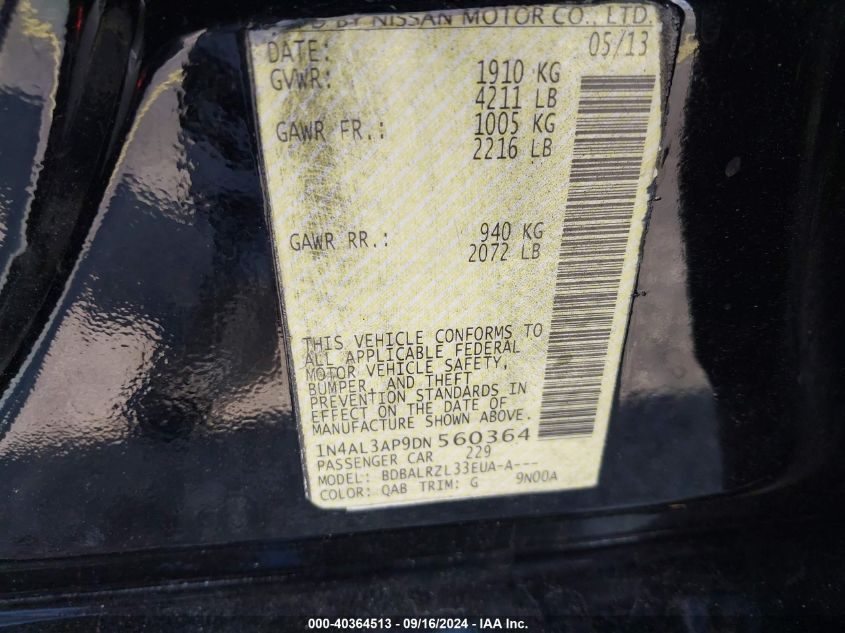 BY NISSAN MOTOR CO., LTD.
DATE: 05/13
GVWR: 1910 KG
4211 LB
GAWR FR.: 1005 KG
2216 LB
GAWR RR.: 940 KG
2072 LB
THIS VEHICLE CONFORMS TO
ALL APPLICABLE FEDERAL
MOTOR VEHICLE SAFETY,
BUMPER, AND THEFT
PREVENTION STANDARDS IN
EFFECT ON THE DATE OF
MANUFACTURE SHOWN ABOVE.
1N4AL3AP9DN560364
PASSENGER CAR 229
MODEL: BDBALRZL33EUA-A---
COLOR: QAB TRIM: G 9N00A
000-40364513 - 09/16/2024 - IAA Inc.